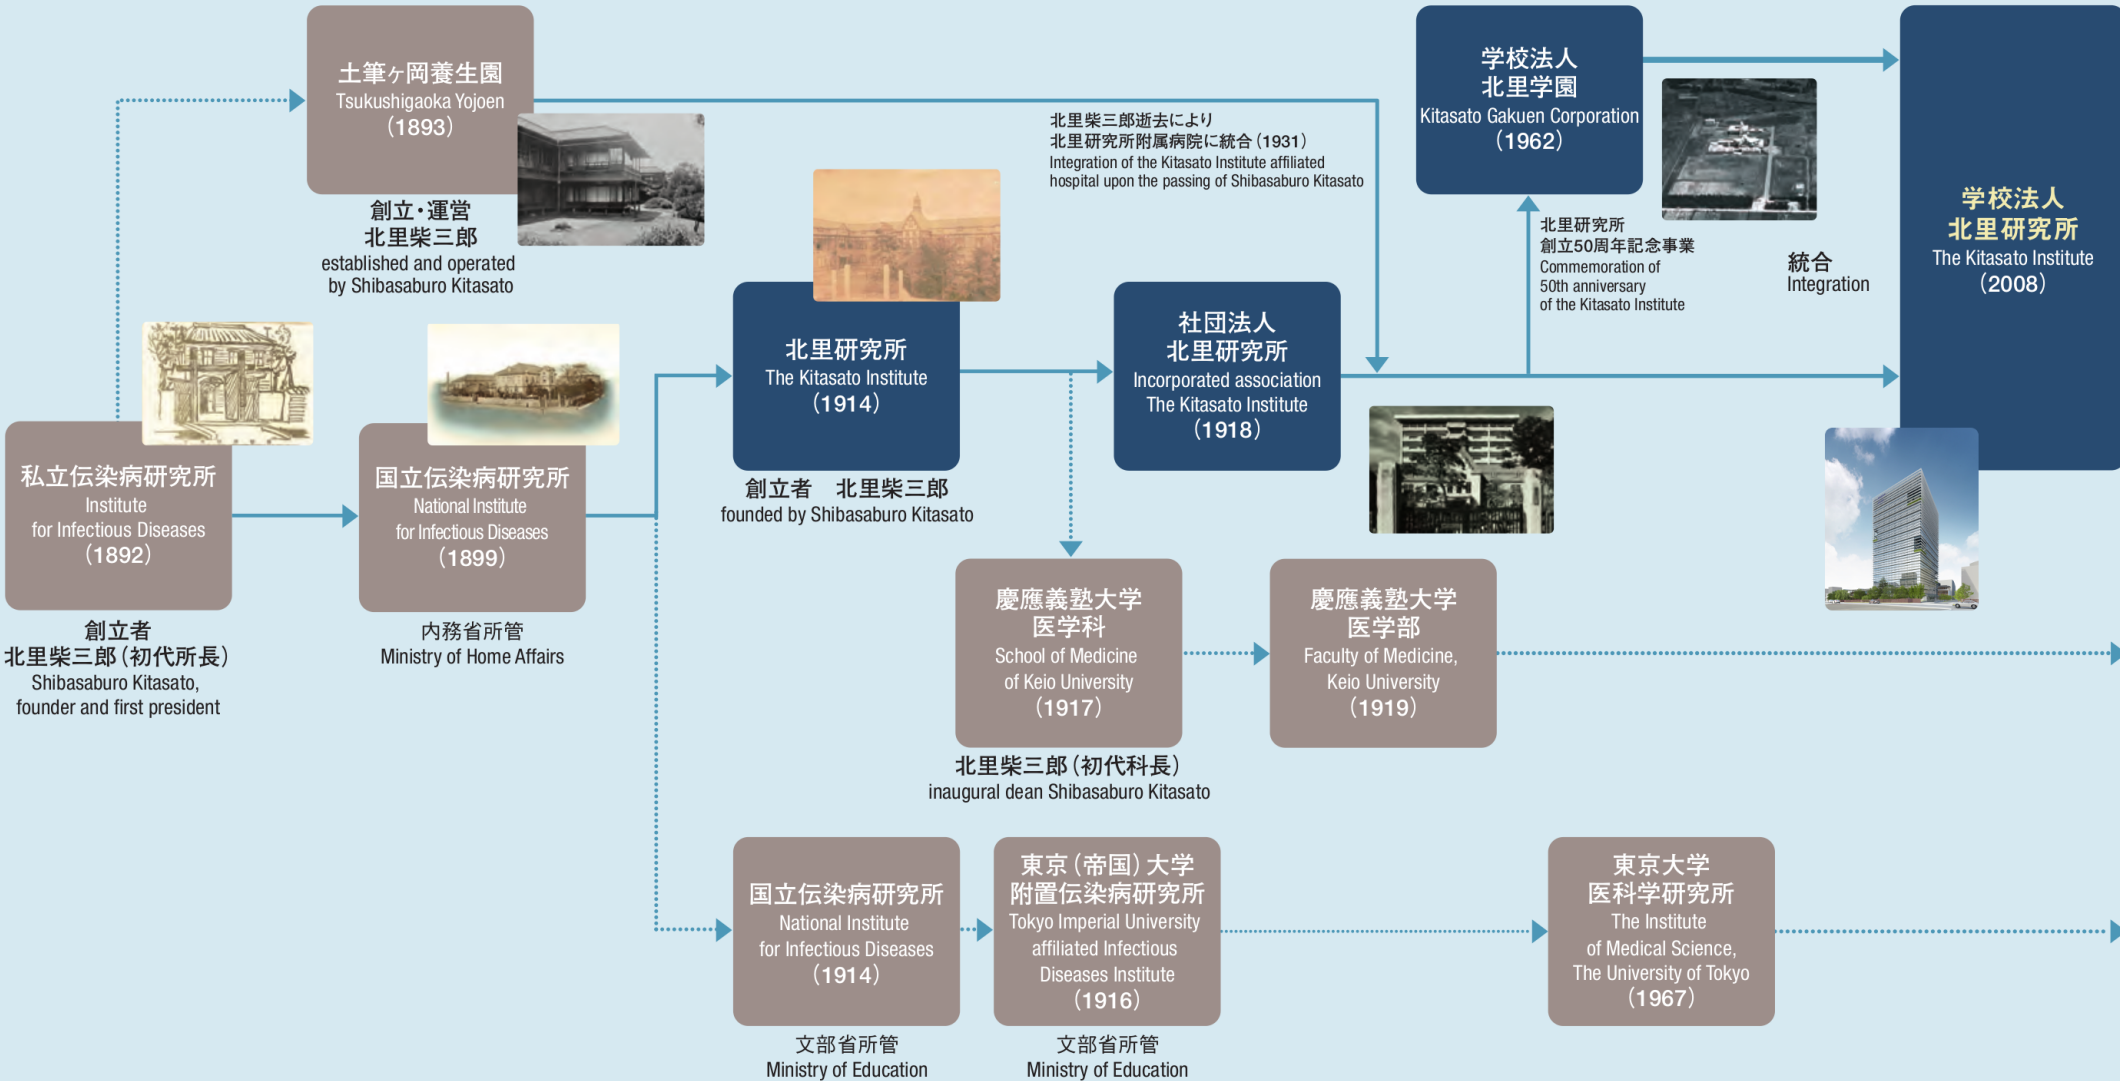 土筆ヶ岡養生園
Tsukushigaoka Yojoen
（1893）
創立・運営
北里柴三郎
established and operated
by Shibasaburo Kitasato
北里柴三郎逝去により
北里研究所附属病院に統合（1931）
Integration of the Kitasato Institute affiliated
hospital upon the passing of Shibasaburo Kitasato
学校法人
北里学園
Kitasato Gakuen Corporation
（1962）
北里研究所
創立50周年記念事業
Commemoration of
50th anniversary
of the Kitasato Institute
統合
Integration
学校法人
北里研究所
The Kitasato Institute
（2008）
私立伝染病研究所
Institute
for Infectious Diseases
（1892）
創立者
北里柴三郎（初代所長）
Shibasaburo Kitasato,
founder and first president
国立伝染病研究所
National Institute
for Infectious Diseases
（1899）
内務省所管
Ministry of Home Affairs
北里研究所
The Kitasato Institute
（1914）
創立者　北里柴三郎
founded by Shibasaburo Kitasato
社団法人
北里研究所
Incorporated association
The Kitasato Institute
（1918）
慶應義塾大学
医学科
School of Medicine
of Keio University
（1917）
北里柴三郎（初代科長）
inaugural dean Shibasaburo Kitasato
慶應義塾大学
医学部
Faculty of Medicine,
Keio University
（1919）
国立伝染病研究所
National Institute
for Infectious Diseases
（1914）
文部省所管
Ministry of Education
東京（帝国）大学
附置伝染病研究所
Tokyo Imperial University
affiliated Infectious
Diseases Institute
（1916）
文部省所管
Ministry of Education
東京大学
医科学研究所
The Institute
of Medical Science,
The University of Tokyo
（1967）